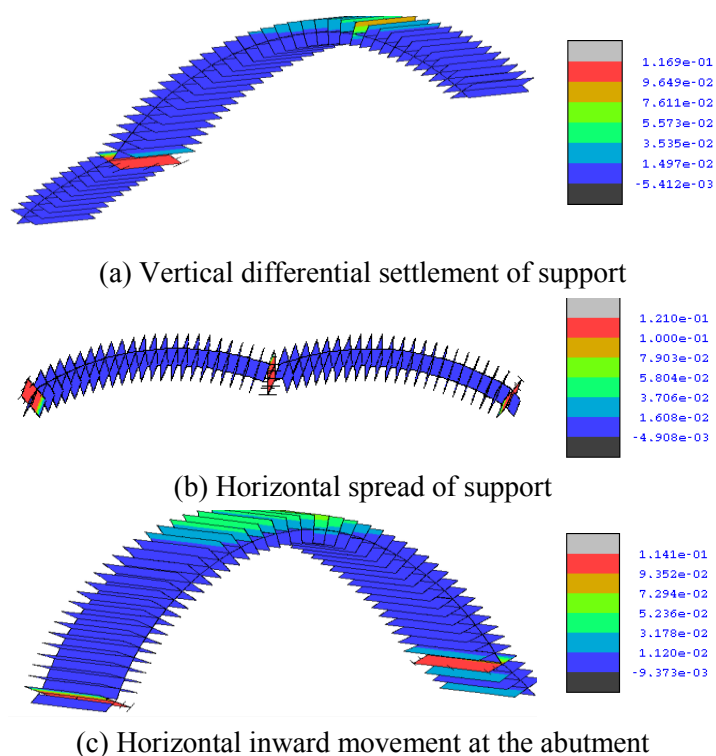 1.169e-01
9.649e-02
7.611e-02
5.573e-02
3.535e-02
1.497e-02
-5.412e-03
(a) Vertical differential settlement of support
1.210e-01
1.000e-01
7.903e-02
5.804e-02
3.706e-02
1.608e-02
-4.908e-03
(b) Horizontal spread of support
1.141e-01
9.352e-02
7.294e-02
5.236e-02
3.178e-02
1.120e-02
-9.373e-03
(c) Horizontal inward movement at the abutment